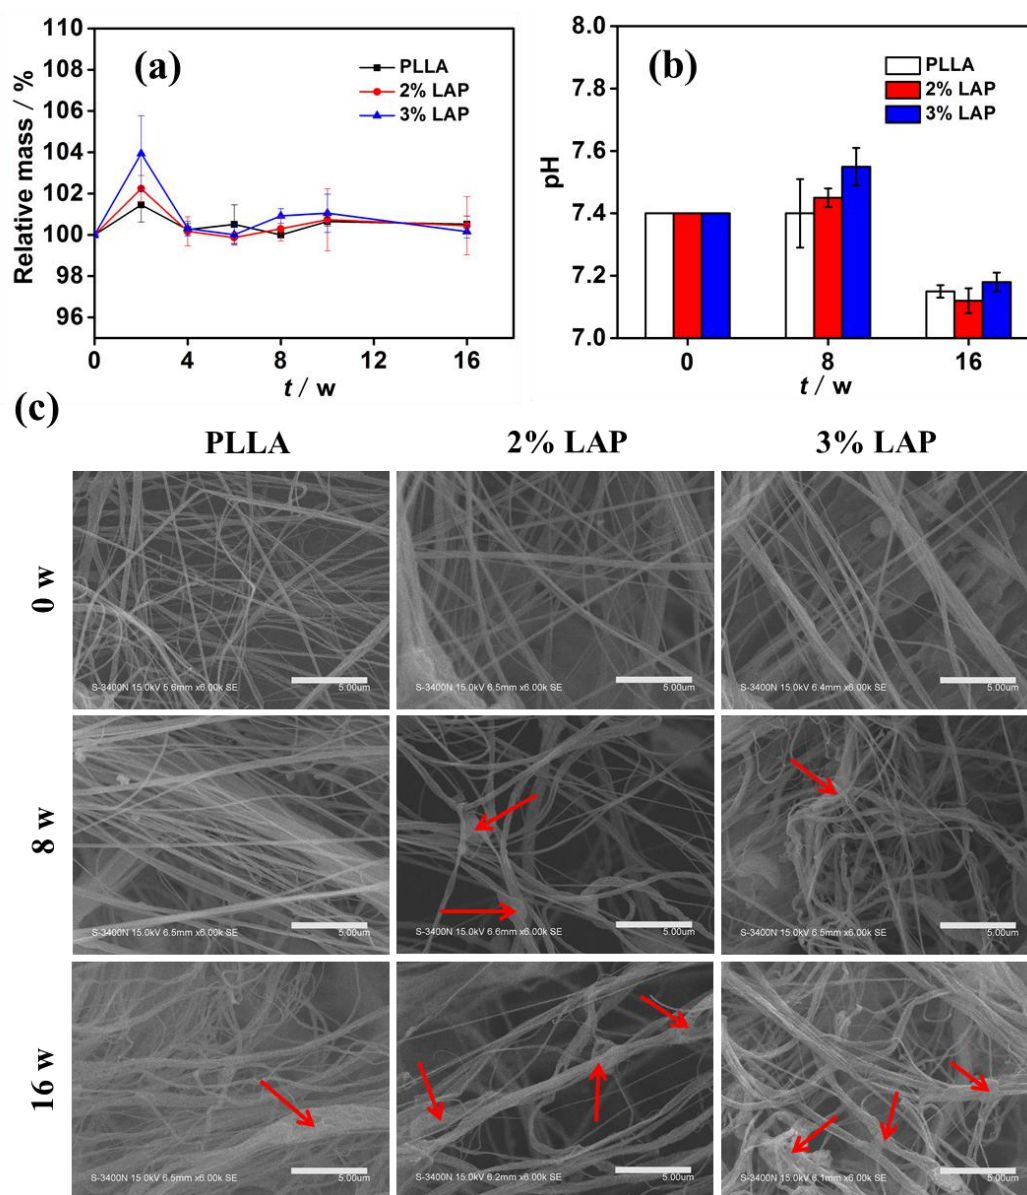 (a)
PLLA
2% LAP
3% LAP
Relative mass / %
110
108
106
104
102
100
98
96
0 4 8 12 16
t / w
(b)
PLLA
2% LAP
3% LAP
pH
8.0
7.8
7.6
7.4
7.2
7.0
0 8 16
t / w
(c)
PLLA 2% LAP 3% LAP
0 w
S-3400N 15.0kV 5.6mm x6.00k SE 5.00um
S-3400N 15.0kV 6.5mm x6.00k SE 5.00um
S-3400N 15.0kV 6.4mm x6.00k SE 5.00um
8 w
S-3400N 15.0kV 6.5mm x6.00k SE 5.00um
S-3400N 15.0kV 6.6mm x6.00k SE 5.00um
S-3400N 15.0kV 6.5mm x6.00k SE 5.00um
16 w
S-3400N 15.0kV 6.5mm x6.00k SE 5.00um
S-3400N 15.0kV 6.2mm x6.00k SE 5.00um
S-3400N 15.0kV 6.1mm x6.00k SE 5.00um